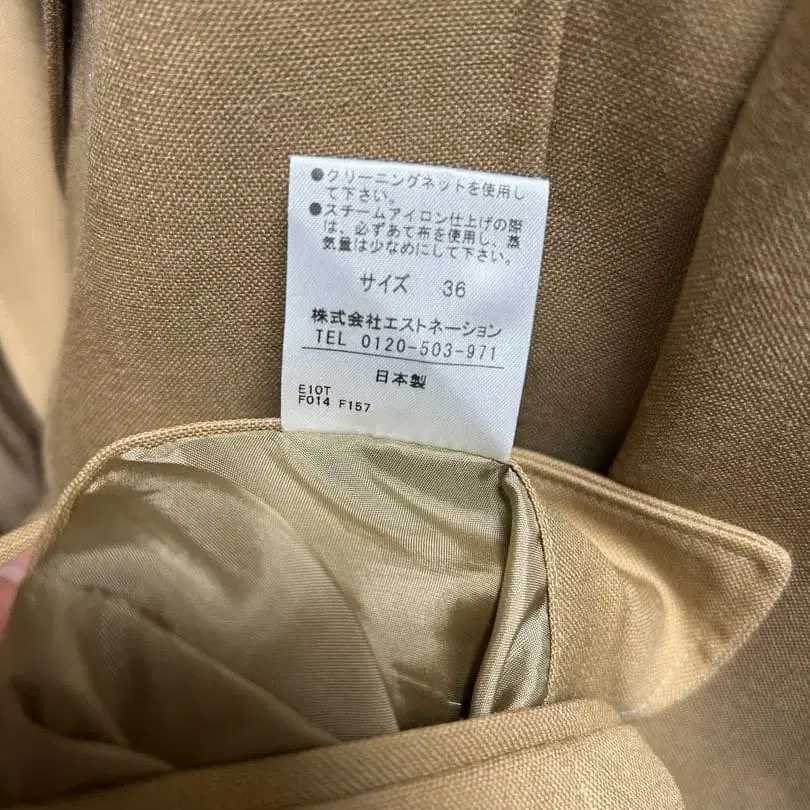 ●クリーニングネットを使用し
て下さい。
●スチームアイロン仕上げの際
は、必ずあて布を使用し、蒸
気量は少なめにして下さい。
サイズ 36
株式会社エストネーション
TEL 0120-503-971
日本製
E10T
F014 F157